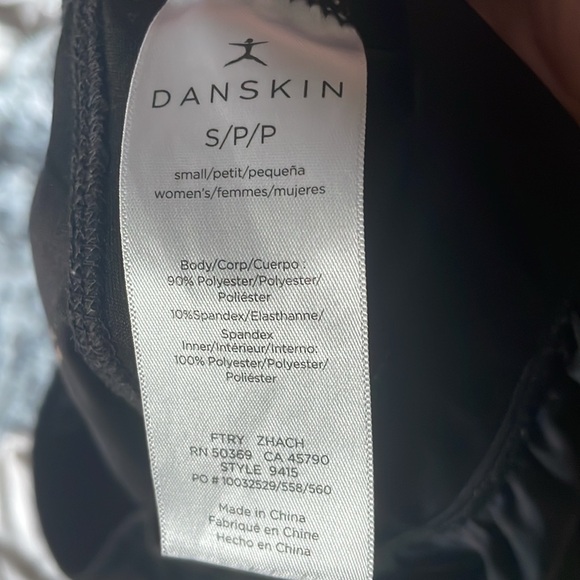 DANSKIN
S/P/P
small/petit/pequeña
women's/femmes/mujeres
Body/Corp/Cuerpo :
90% Polyester/Polyester/
Poliéster
10%Spandex/Elasthanne/
Spandex
Inner/Intérieur/Interno:
100% Polyester/Polyester/
Poliéster
FTRY ZHACH
RN 50369 CA 45790
STYLE 9415
PO # 10032529/558/560
Made in China
Fabriqué en Chine
Hecho en China